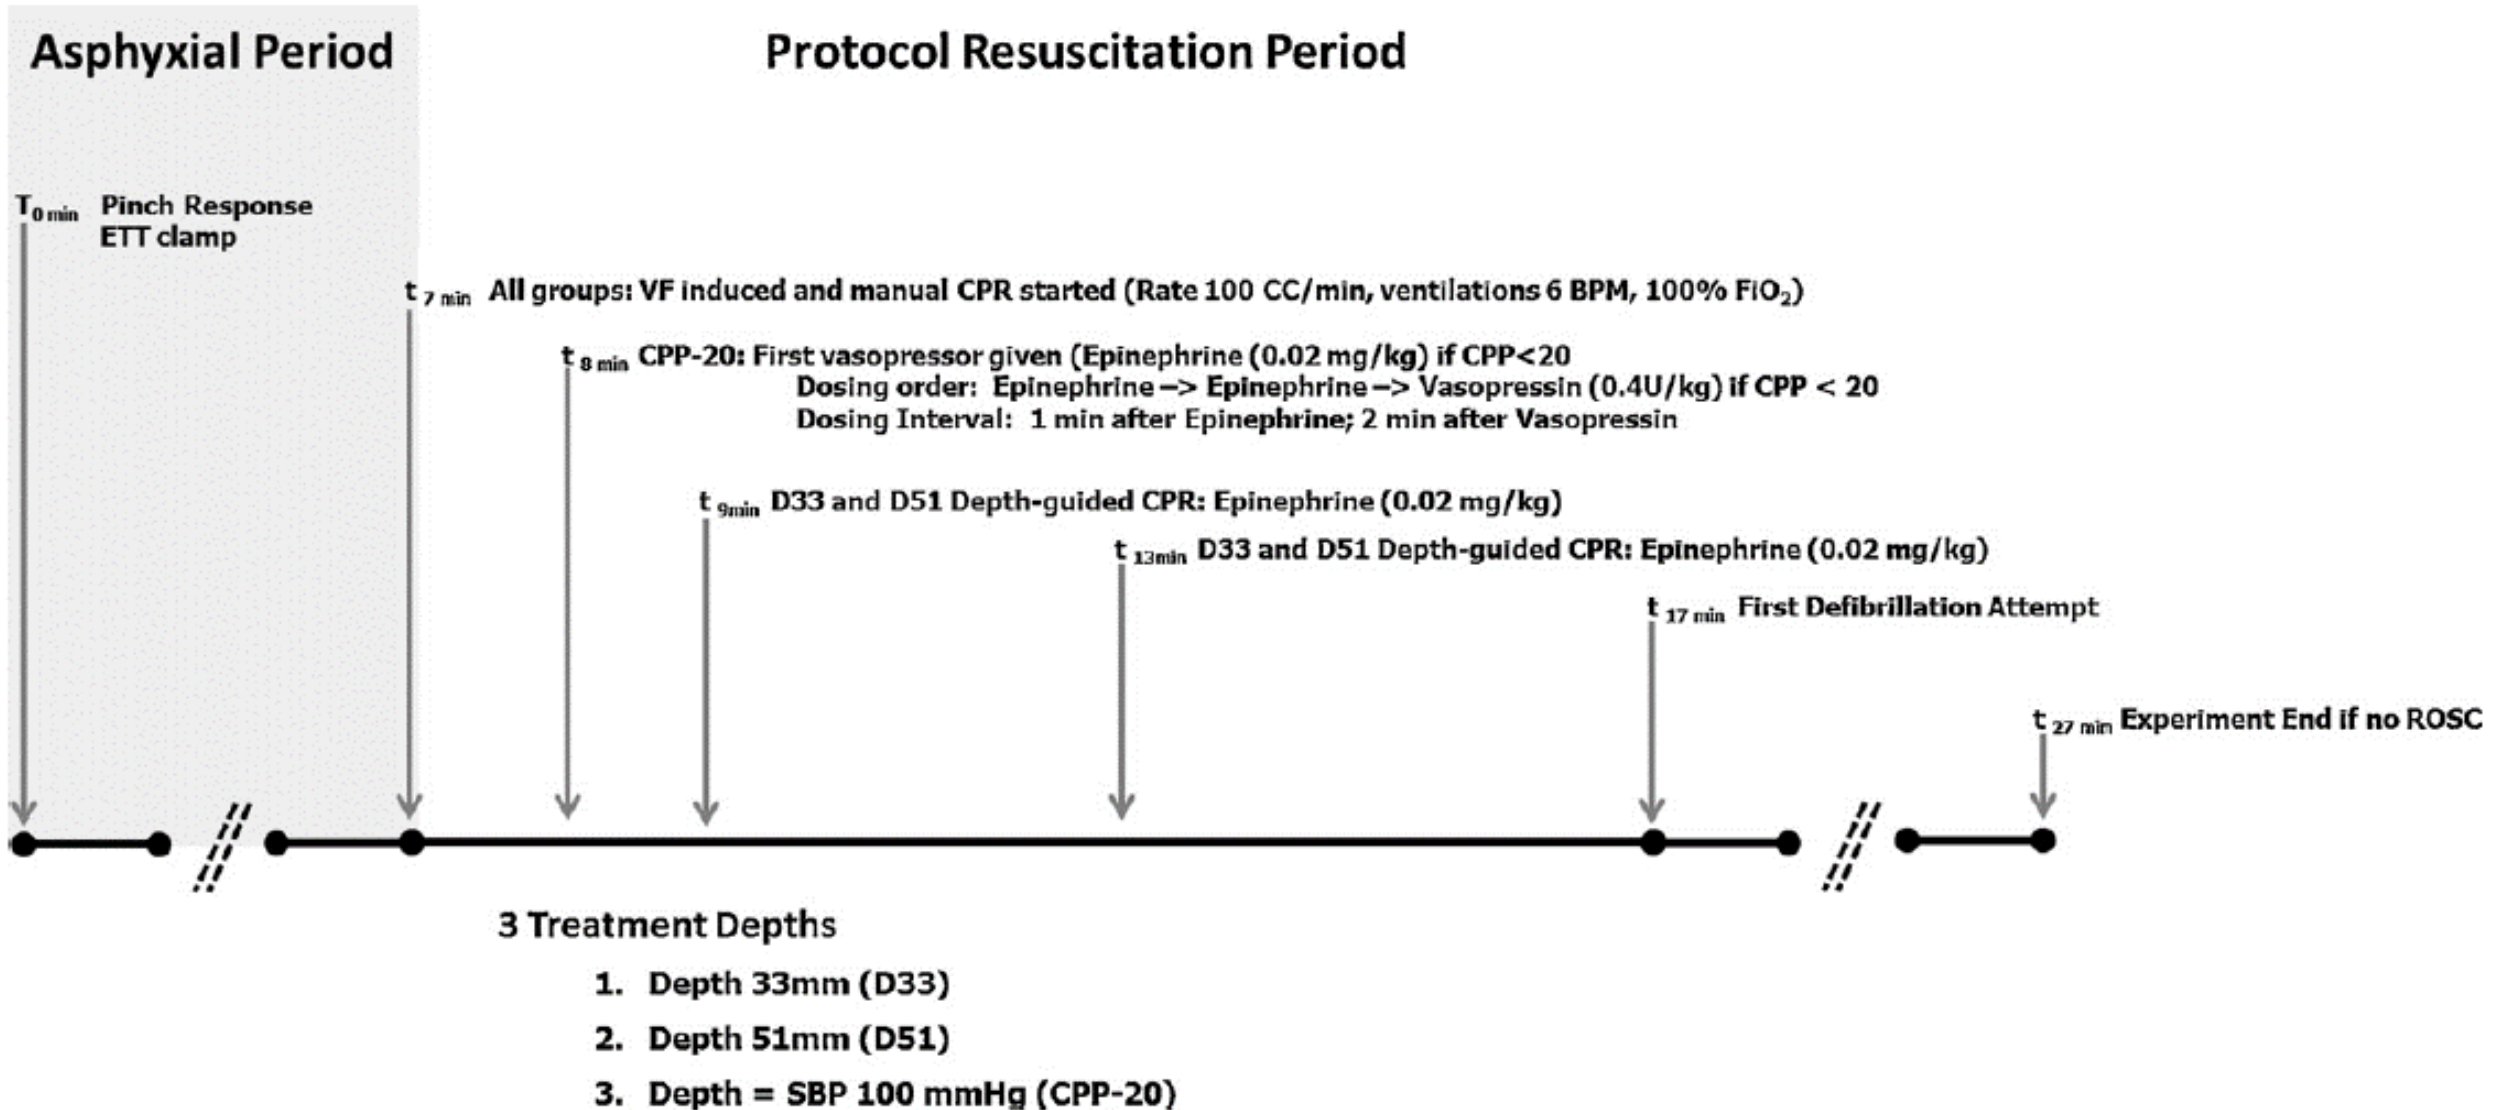 Asphyxial Period
Protocol Resuscitation Period
T0 min Pinch Response
ETT clamp
t 7 min All groups: VF induced and manual CPR started (Rate 100 CC/min, ventilations 6 BPM, 100% FiO2)
t 8 min CPP-20: First vasopressor given (Epinephrine (0.02 mg/kg) if CPP<20
Dosing order: Epinephrine –> Epinephrine –> Vasopressin (0.4U/kg) if CPP < 20
Dosing Interval: 1 min after Epinephrine; 2 min after Vasopressin
t 9min D33 and D51 Depth-guided CPR: Epinephrine (0.02 mg/kg)
t 13min D33 and D51 Depth-guided CPR: Epinephrine (0.02 mg/kg)
t 17 min First Defibrillation Attempt
t 27 min Experiment End if no ROSC
3 Treatment Depths
1. Depth 33mm (D33)
2. Depth 51mm (D51)
3. Depth = SBP 100 mmHg (CPP-20)